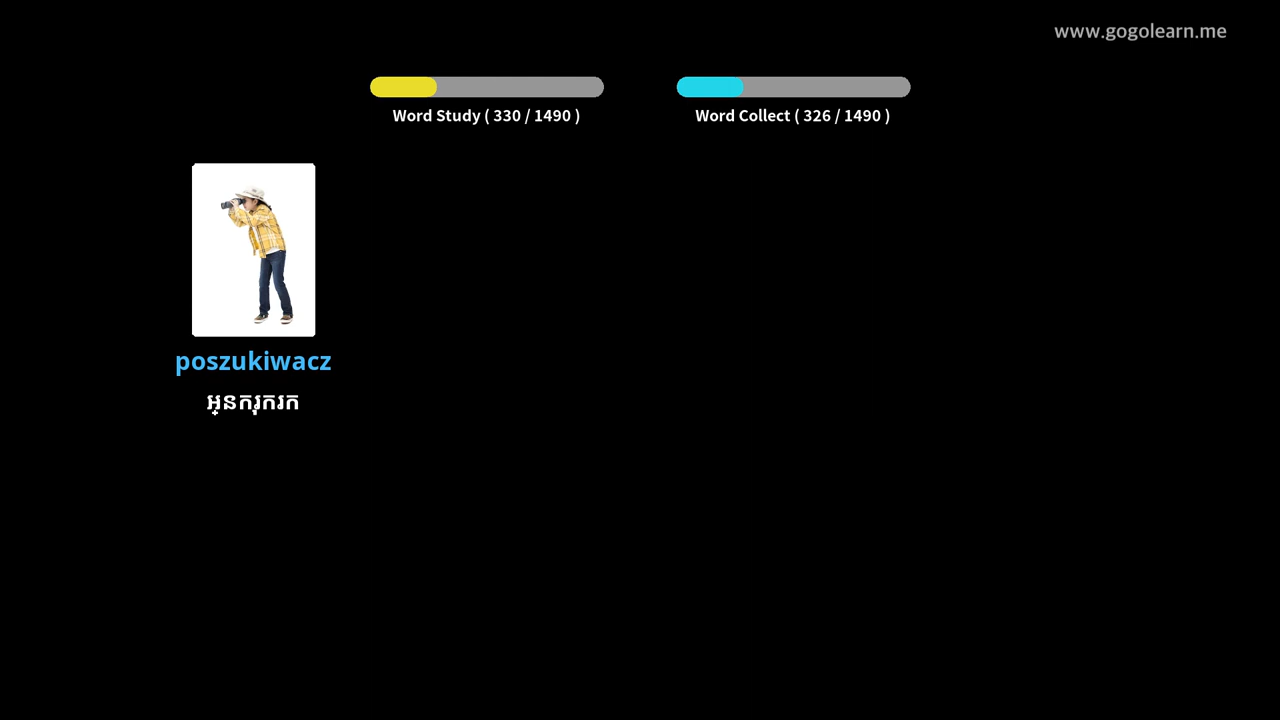 www.gogolearn.me
Word Study ( 330 / 1490 )
Word Collect ( 326 / 1490 )
poszukiwacz
អ្នករុករក